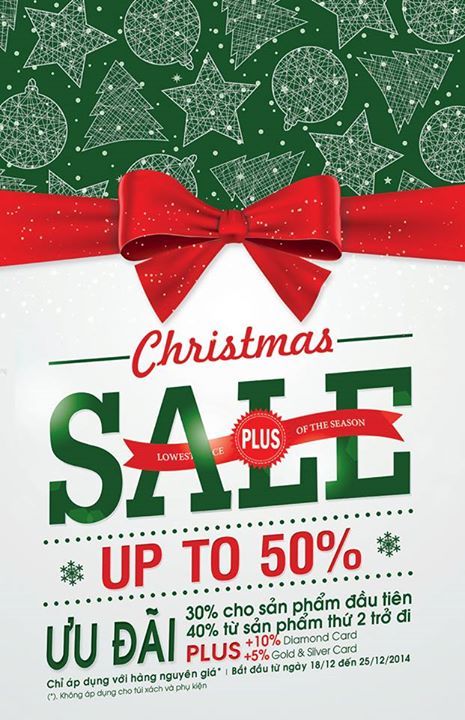 Christmas
SALE
LOWEST PLUS OF THE SEASON
UP TO 50%
ƯU ĐÃI
30% cho sản phẩm đầu tiên
40% từ sản phẩm thứ 2 trở đi
PLUS +10% Diamond Card
+5% Gold & Silver Card
Chỉ áp dụng với hàng nguyên giá* | Bắt đầu từ ngày 18/12 đến 25/12/2014
(*). Không áp dụng cho túi xách và phụ kiện